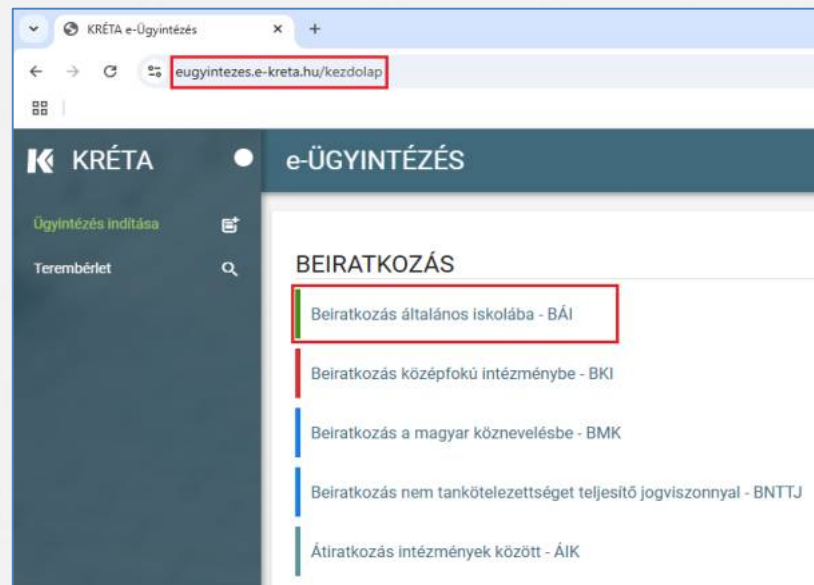 KRÉTA e-Ügyintézés
eugyintezes.e-kreta.hu/kezdolap
KRÉTA
e-ÜGYINTÉZÉS
Ügyintézés indítása
Terembérlet
BEIRATKOZÁS
Beiratkozás általános iskolába - BÁI
Beiratkozás középfokú intézménybe - BKI
Beiratkozás a magyar köznevelésbe - BMK
Beiratkozás nem tankötelezettséget teljesítő jogviszonnyal - BNTTJ
Átiratkozás intézmények között - ÁIK